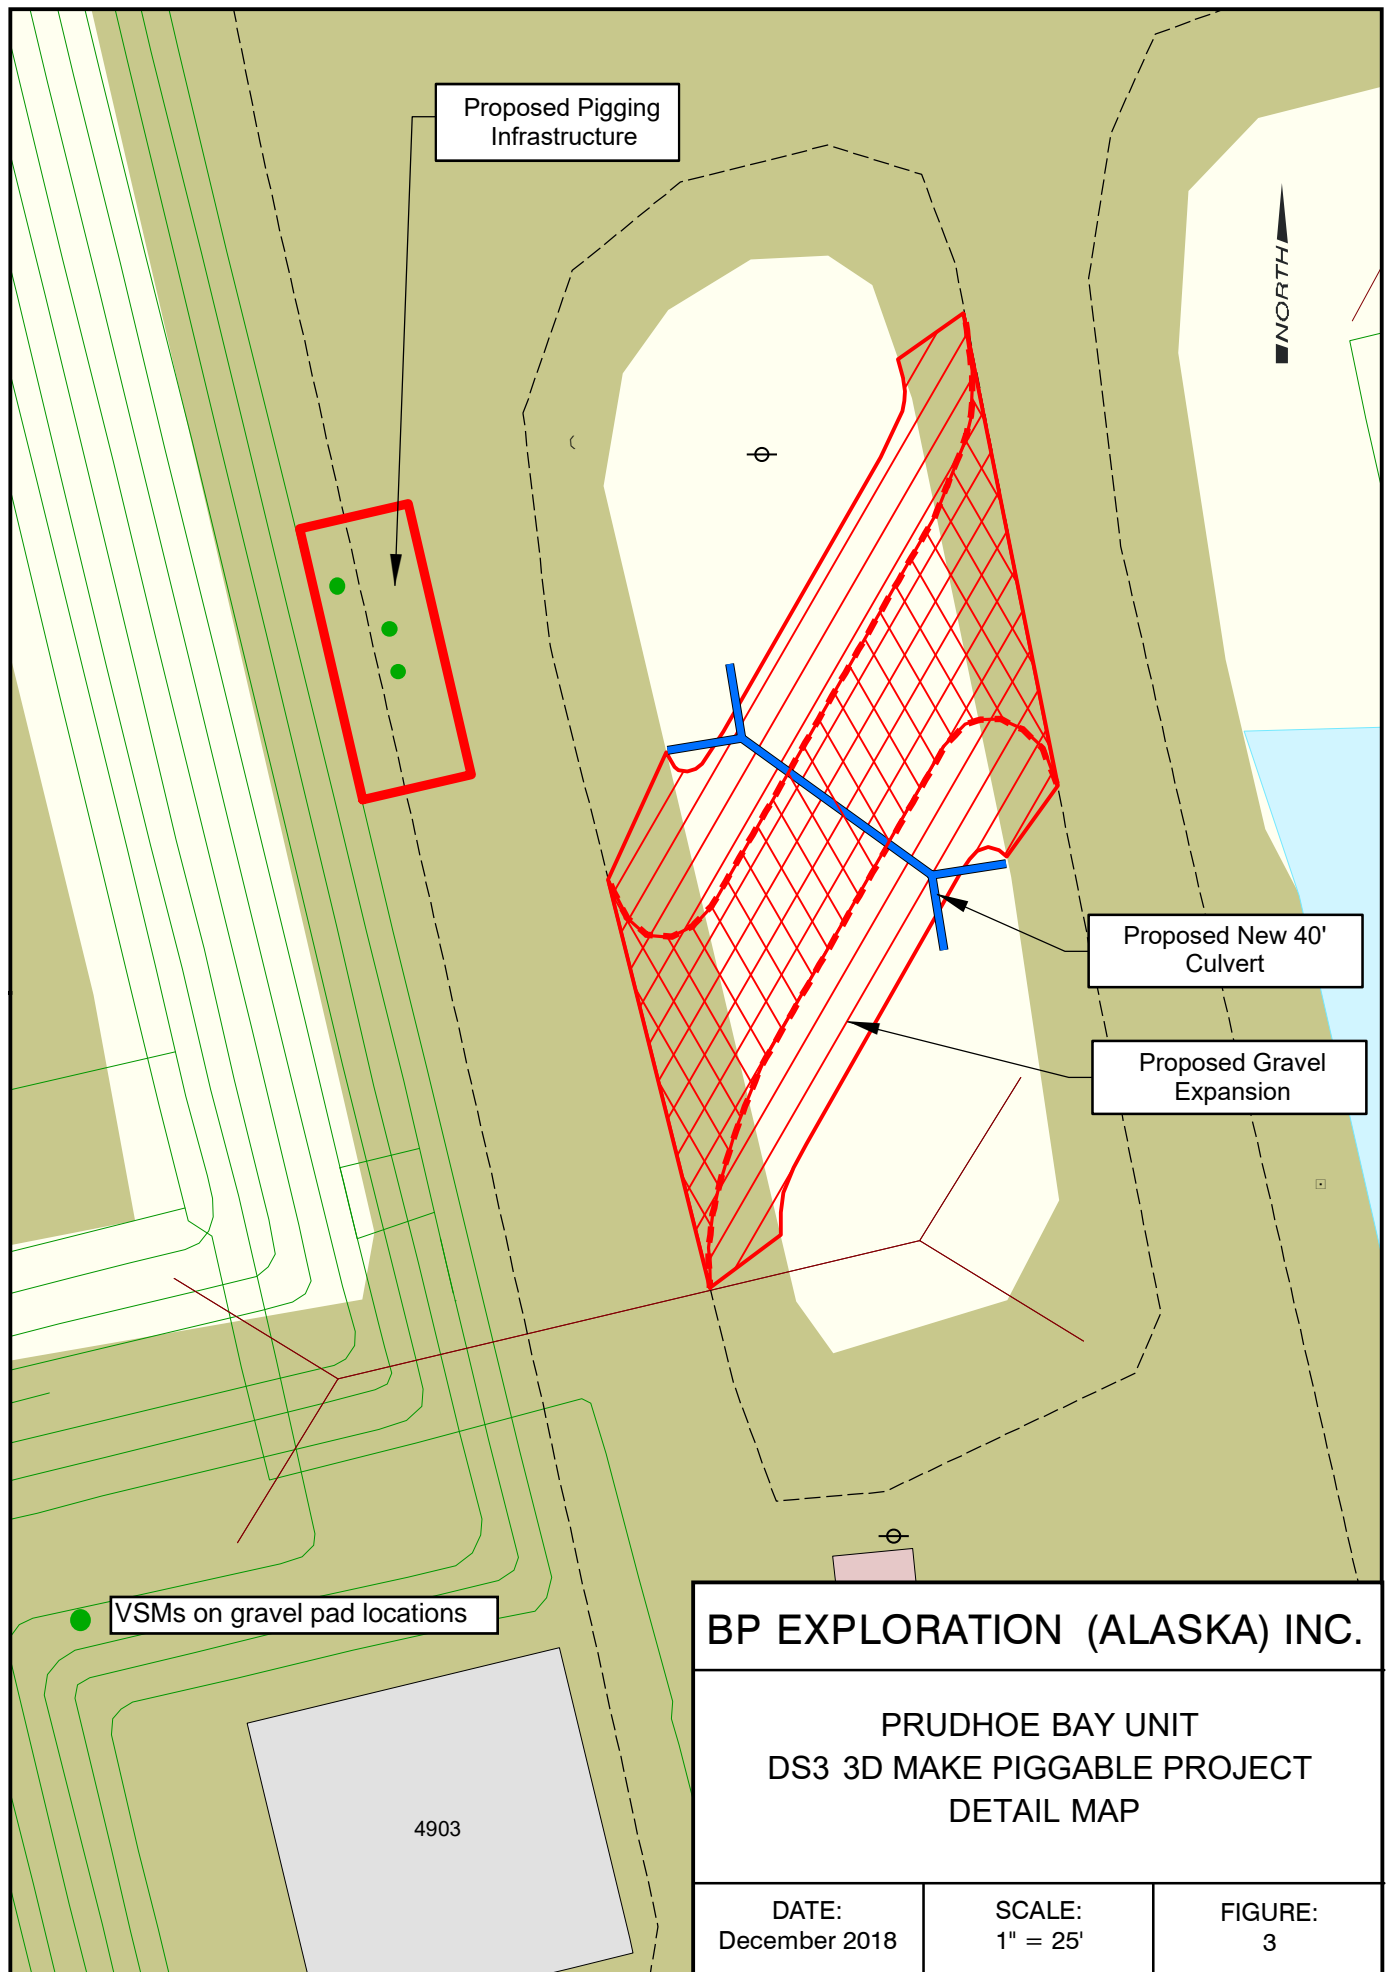 Proposed Pigging
Infrastructure
NORTH
Proposed New 40'
Culvert
Proposed Gravel
Expansion
VSMs on gravel pad locations
4903
BP EXPLORATION (ALASKA) INC.
PRUDHOE BAY UNIT
DS3 3D MAKE PIGGABLE PROJECT
DETAIL MAP
DATE:
December 2018
SCALE:
1" = 25'
FIGURE:
3